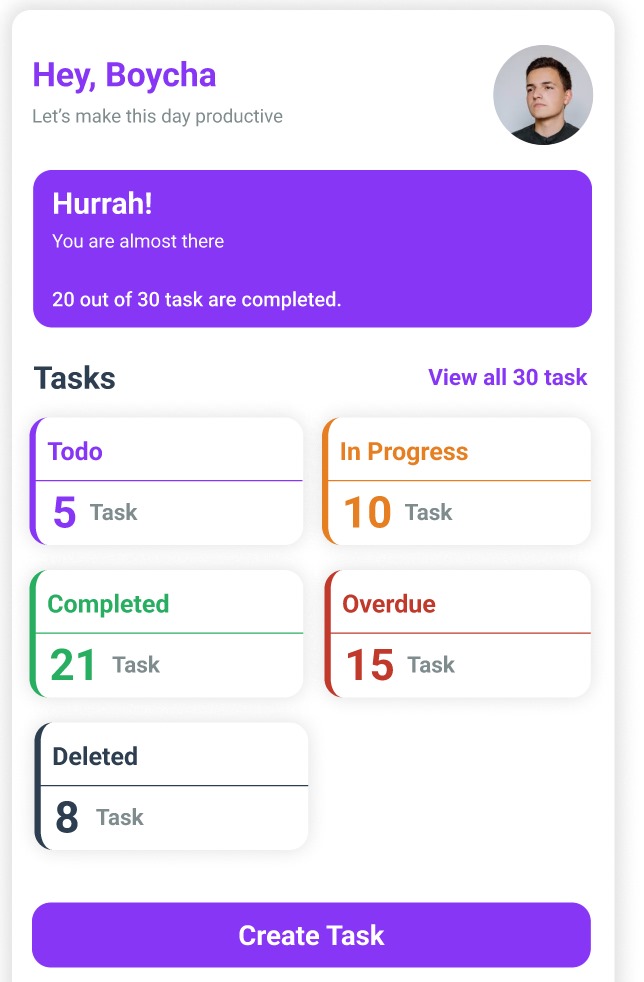 Hey, Boycha
Let’s make this day productive
Hurrah!
You are almost there
20 out of 30 task are completed.
Tasks
View all 30 task
Todo
5 Task
In Progress
10 Task
Completed
21 Task
Overdue
15 Task
Deleted
8 Task
Create Task